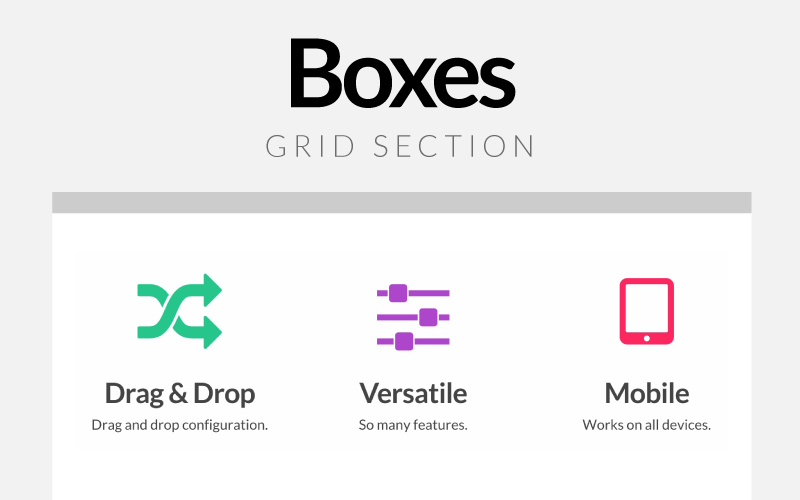 Boxes
GRID SECTION
Drag & Drop
Versatile
Mobile
Drag and drop configuration.
So many features.
Works on all devices.